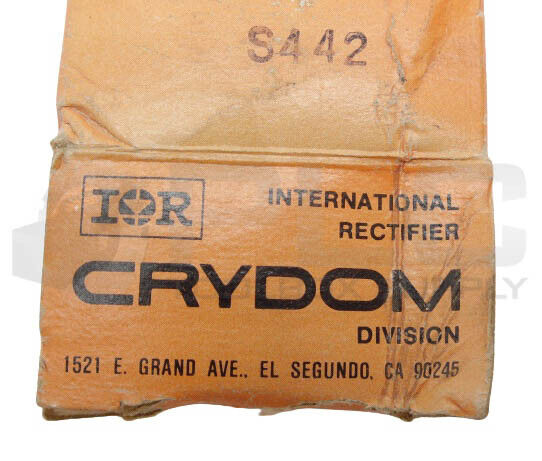 S442
IOR
INTERNATIONAL
RECTIFIER
CRYDOM
DIVISION
1521 E. GRAND AVE., EL SEGUNDO, CA 90245